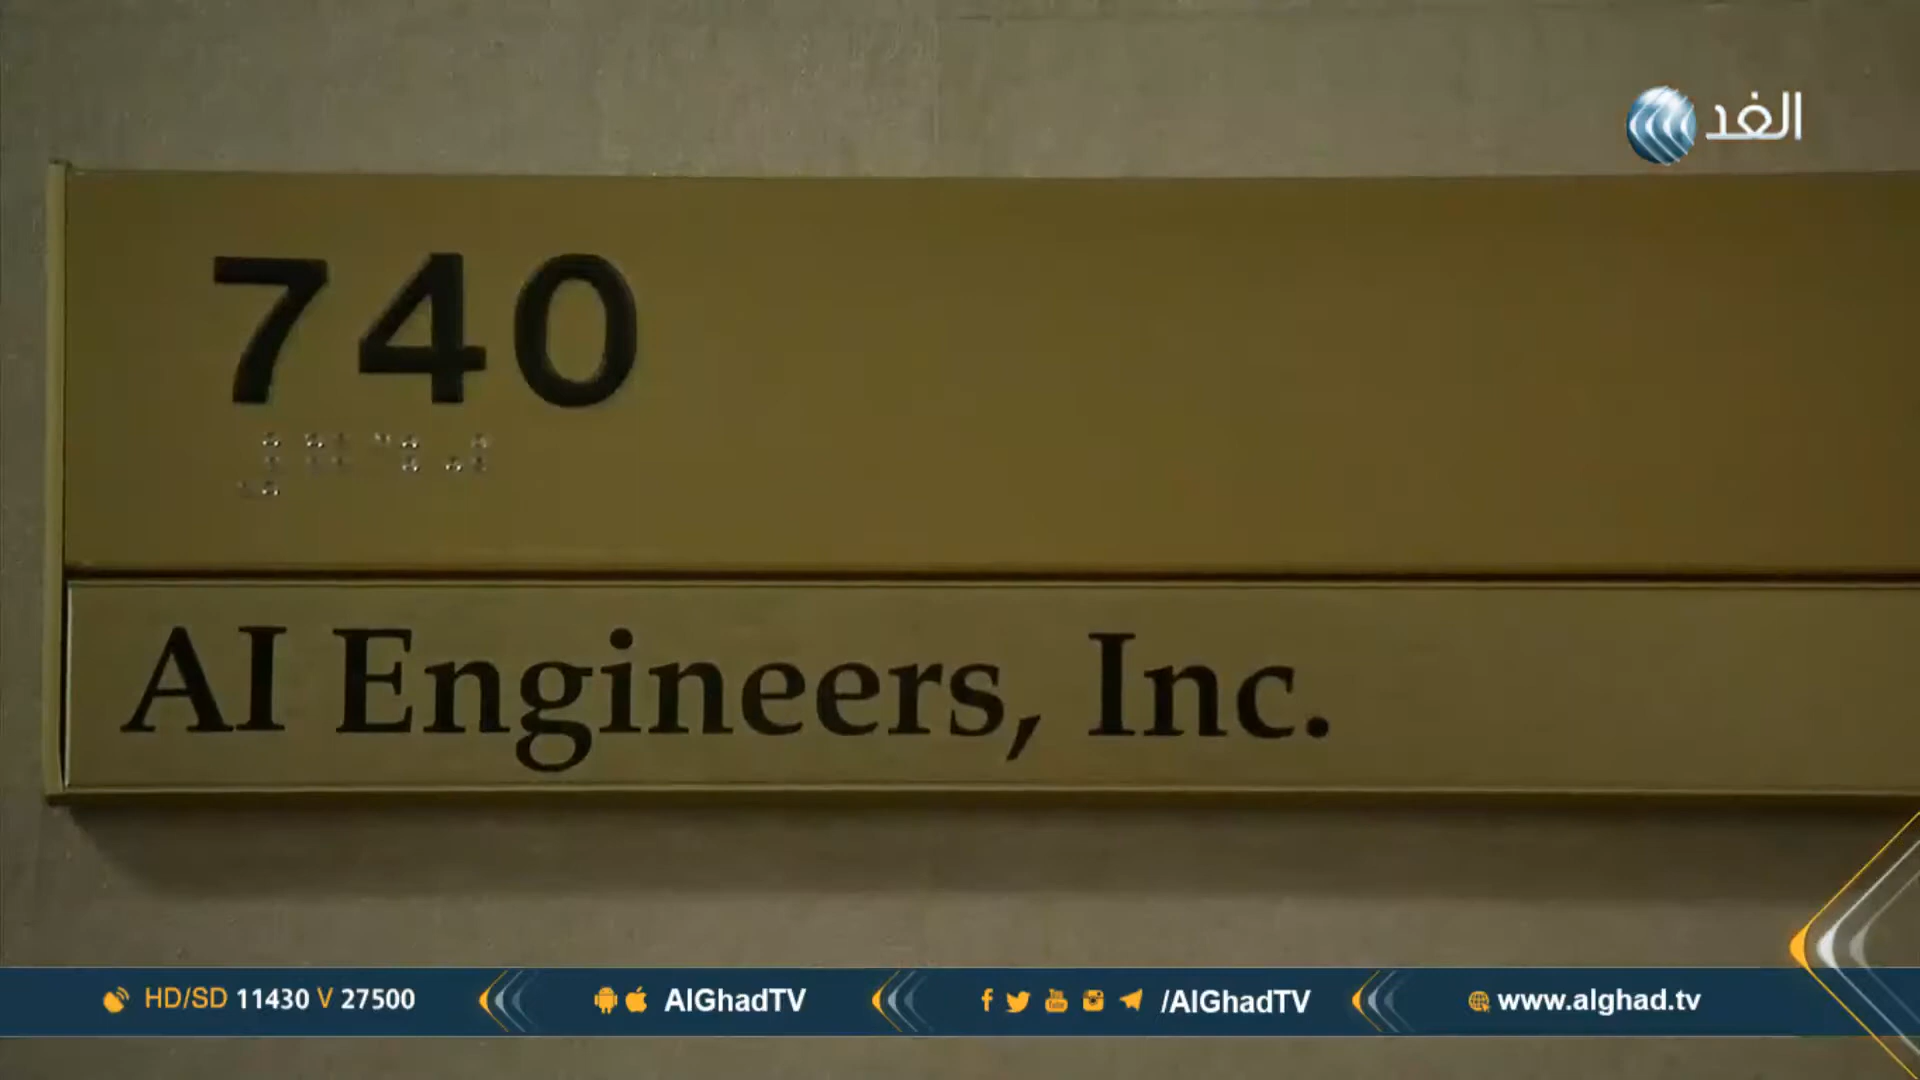 الغد
740
AI Engineers, Inc.
HD/SD 11430 V 27500
AlGhadTV
/AlGhadTV
www.alghad.tv